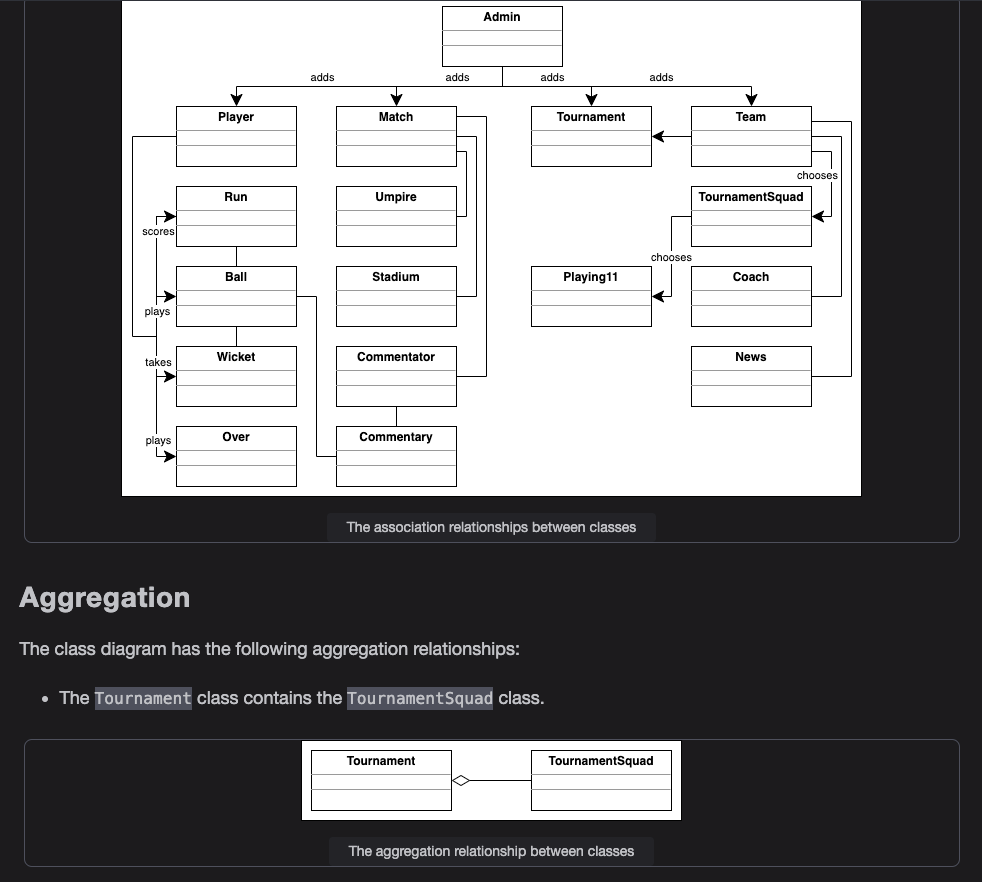 Admin
adds adds adds adds
Player Match Tournament Team
chooses
Run Umpire TournamentSquad
scores
chooses
Ball Stadium Playing11 Coach
plays
takes Wicket Commentator News
plays Over Commentary
The association relationships between classes
Aggregation
The class diagram has the following aggregation relationships:
• The Tournament class contains the TournamentSquad class.
Tournament TournamentSquad
The aggregation relationship between classes